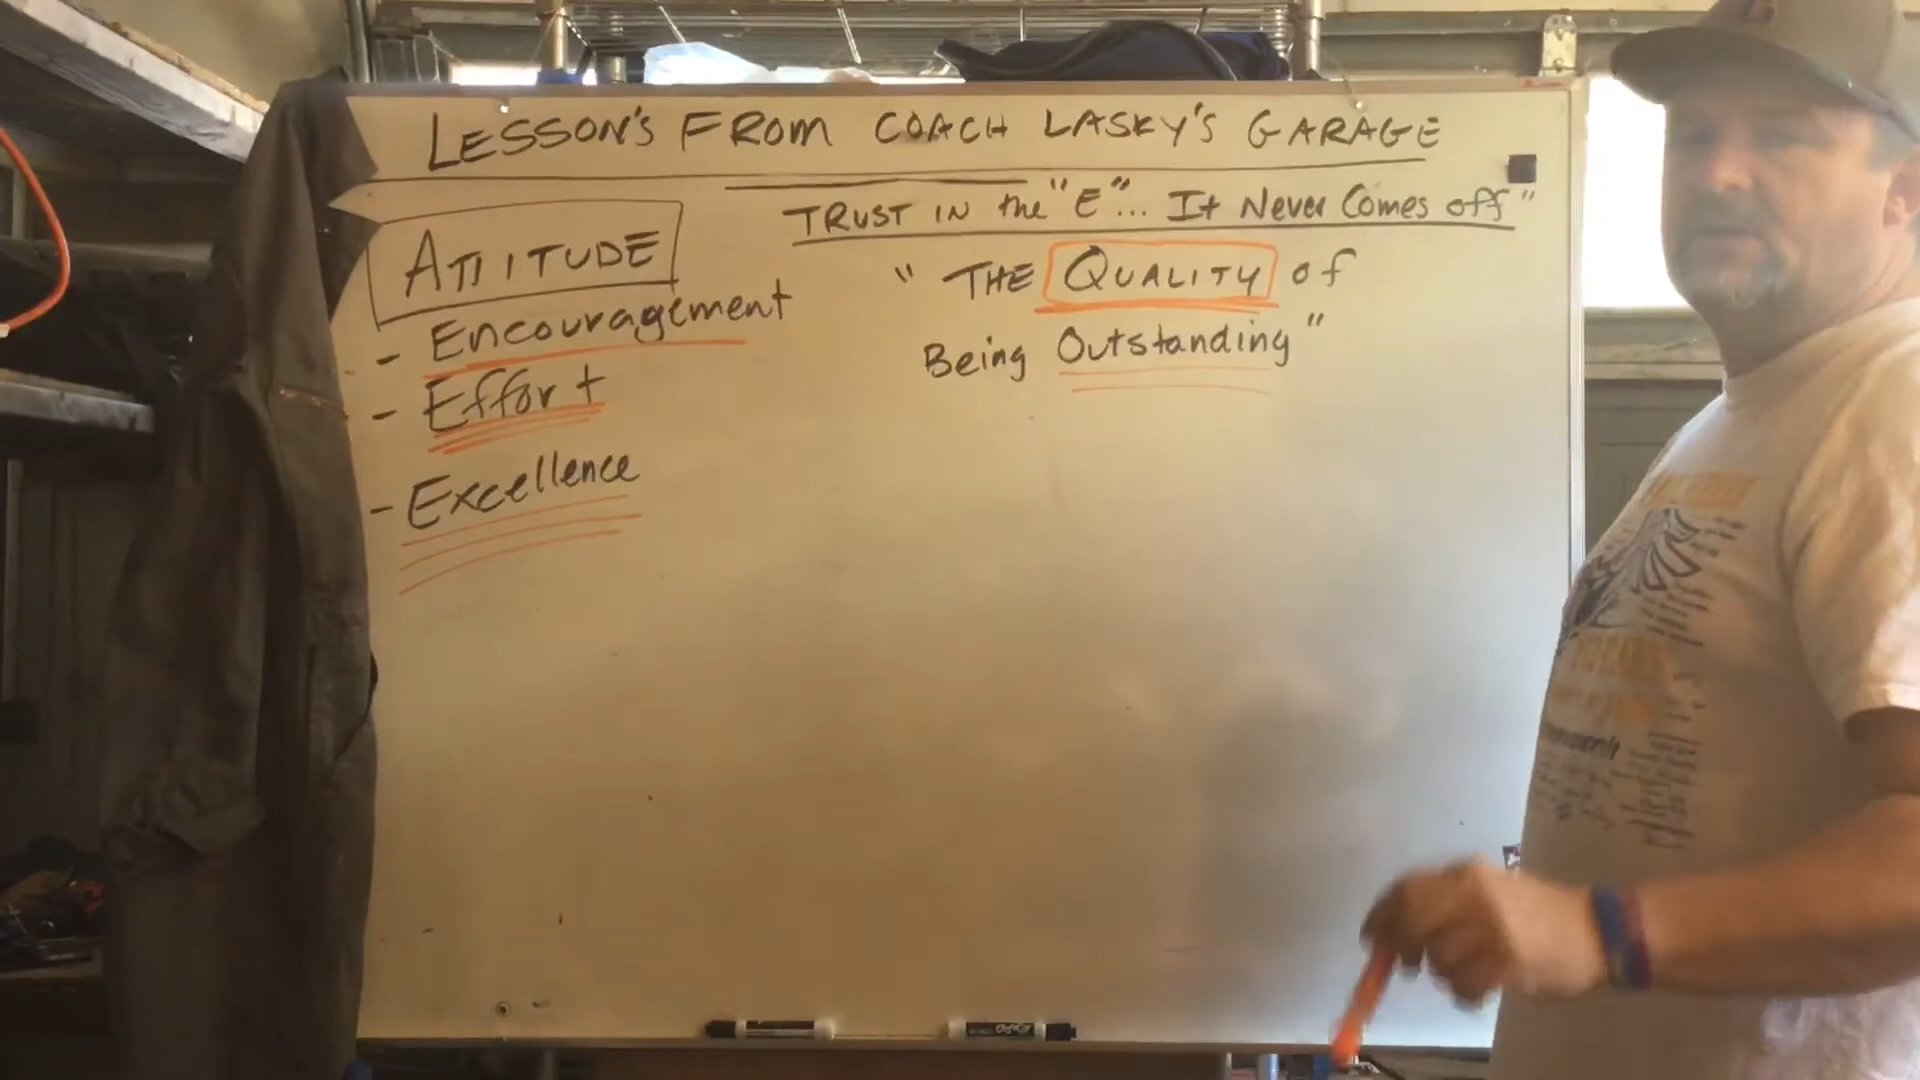 LESSON'S FROM COACH LASKY'S GARAGE
TRUST IN the "E"... It Never Comes off"
ATTITUDE
- Encouragement
- Effort
- Excellence
" THE QUALITY of
Being Outstanding"
EXPO